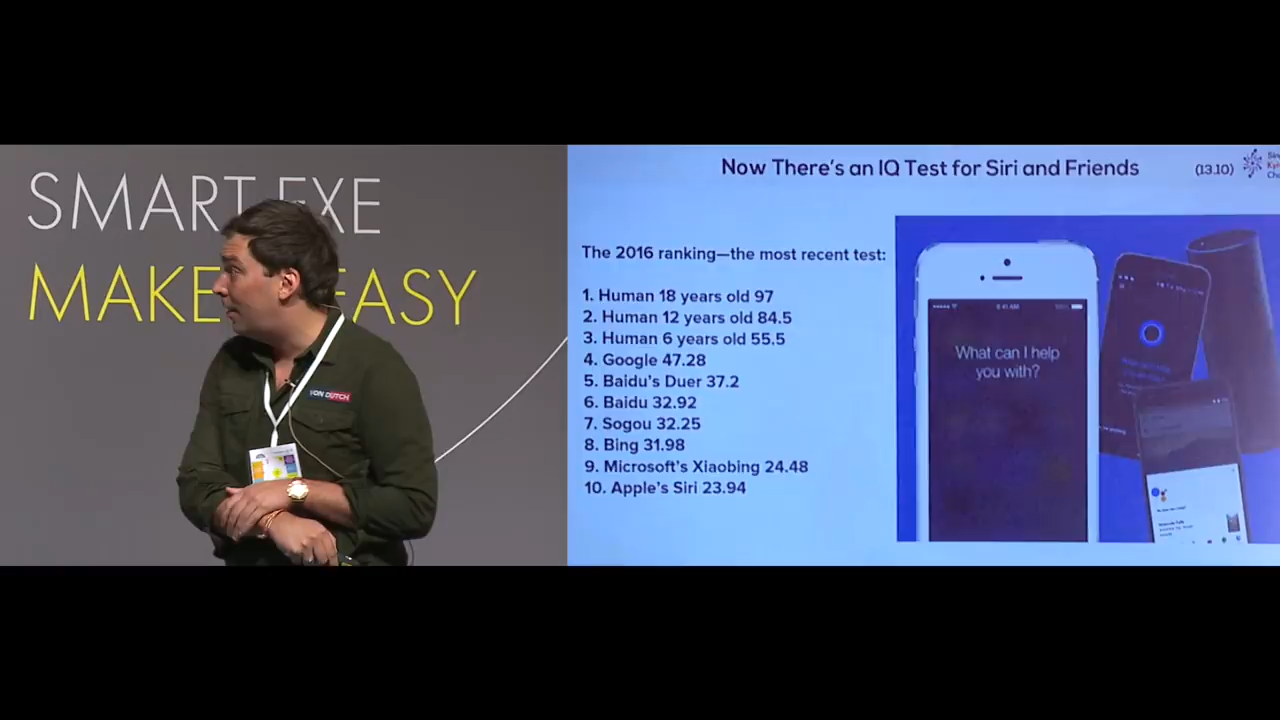 SMART EXE
MAKE EASY
VON DUTCH
Now There's an IQ Test for Siri and Friends
(13.10)
The 2016 ranking—the most recent test:
1. Human 18 years old 97
2. Human 12 years old 84.5
3. Human 6 years old 55.5
4. Google 47.28
5. Baidu's Duer 37.2
6. Baidu 32.92
7. Sogou 32.25
8. Bing 31.98
9. Microsoft's Xiaobing 24.48
10. Apple's Siri 23.94
9:41 AM
What can I help
you with?